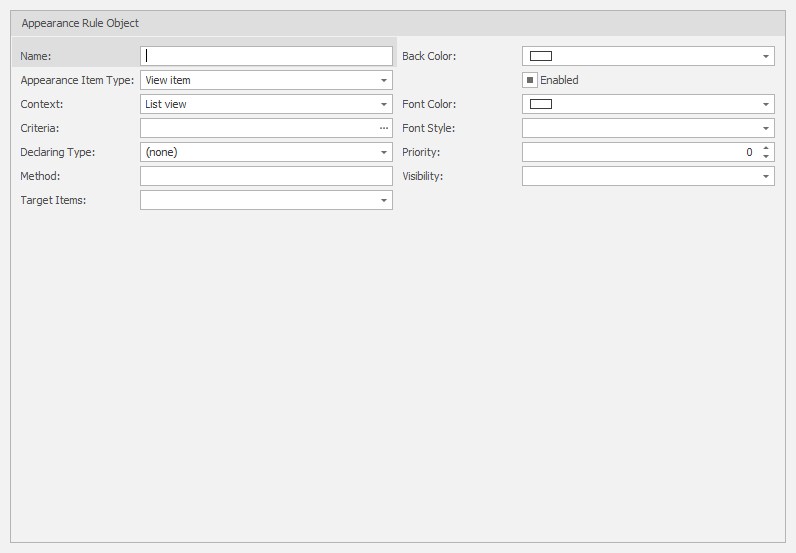 Appearance Rule Object
Name:
Back Color:
Appearance Item Type: View item
Enabled
Context: List view
Font Color:
Criteria: ...
Font Style:
Declaring Type: (none)
Priority: 0
Method:
Visibility:
Target Items: